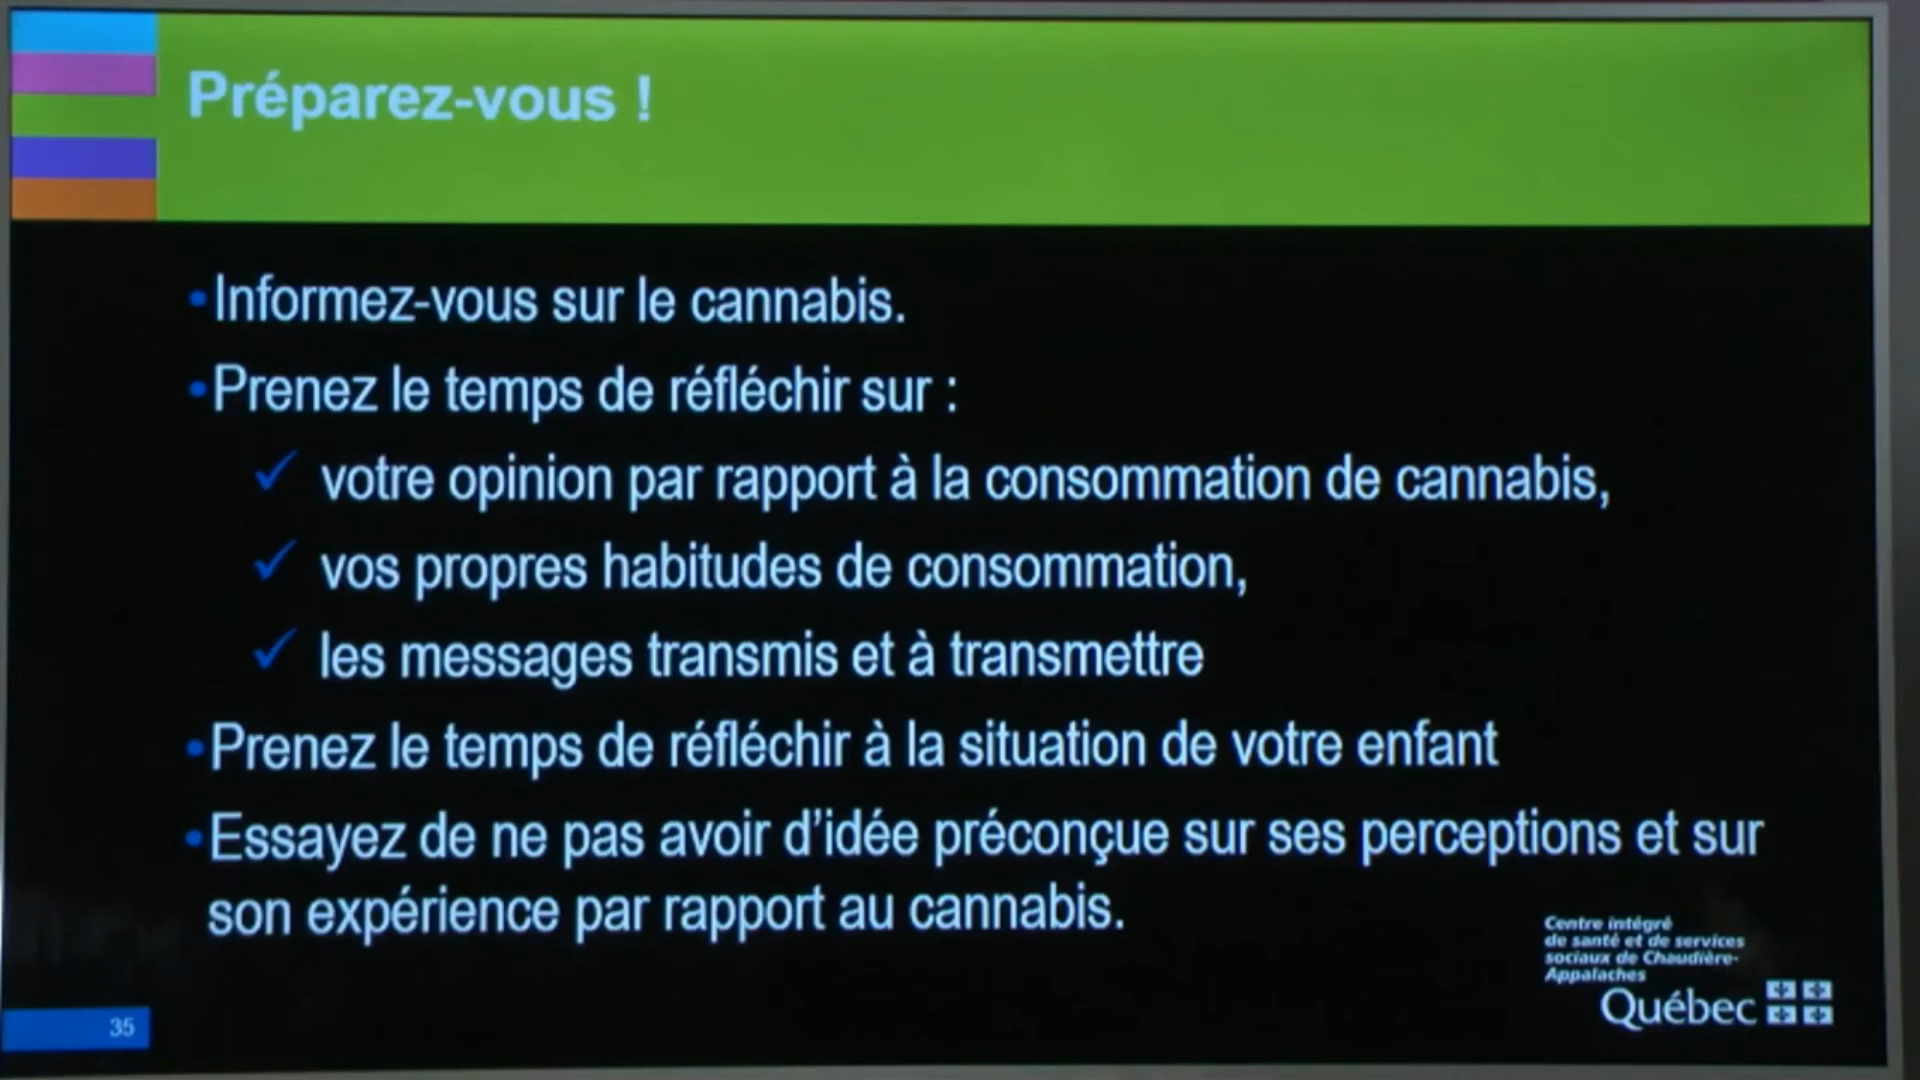 Préparez-vous !
•Informez-vous sur le cannabis.
•Prenez le temps de réfléchir sur :
✓ votre opinion par rapport à la consommation de cannabis,
✓ vos propres habitudes de consommation,
✓ les messages transmis et à transmettre
•Prenez le temps de réfléchir à la situation de votre enfant
•Essayez de ne pas avoir d’idée préconçue sur ses perceptions et sur
son expérience par rapport au cannabis.
Centre intégré
de santé et de services
sociaux de Chaudière-
Appalaches
Québec
35